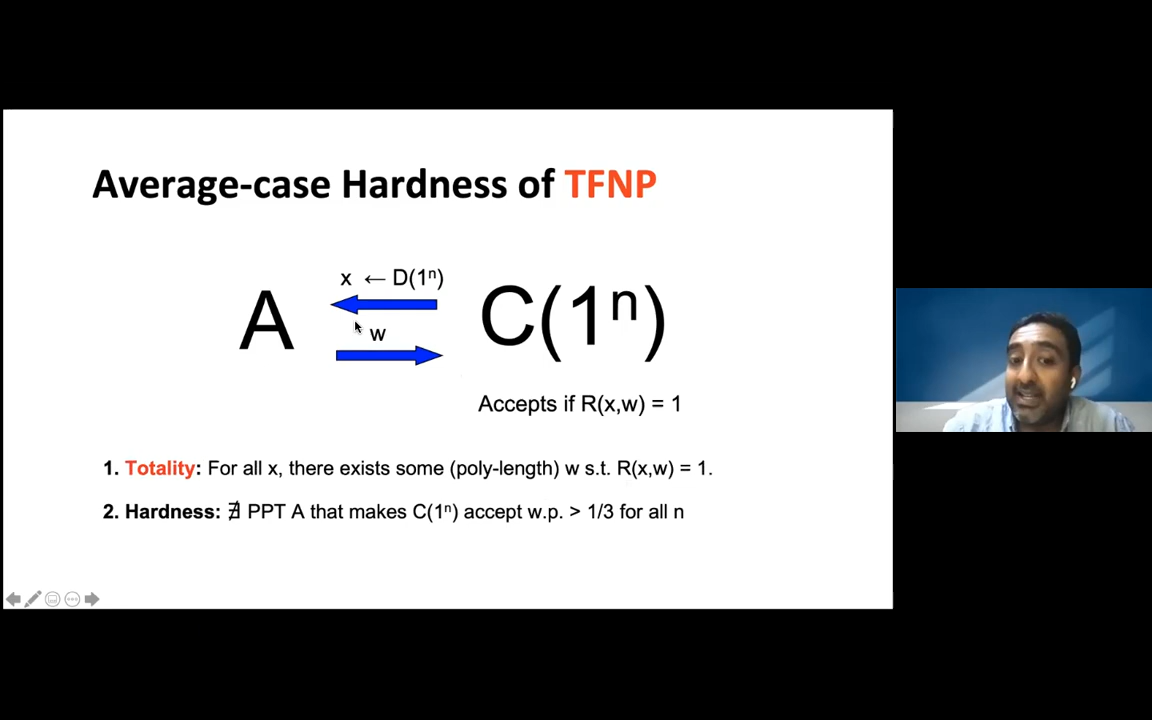 Average-case Hardness of TFNP
x ← D(1ⁿ)
A
C(1ⁿ)
w
Accepts if R(x,w) = 1
1. Totality: For all x, there exists some (poly-length) w s.t. R(x,w) = 1.
2. Hardness: ∄ PPT A that makes C(1ⁿ) accept w.p. > 1/3 for all n